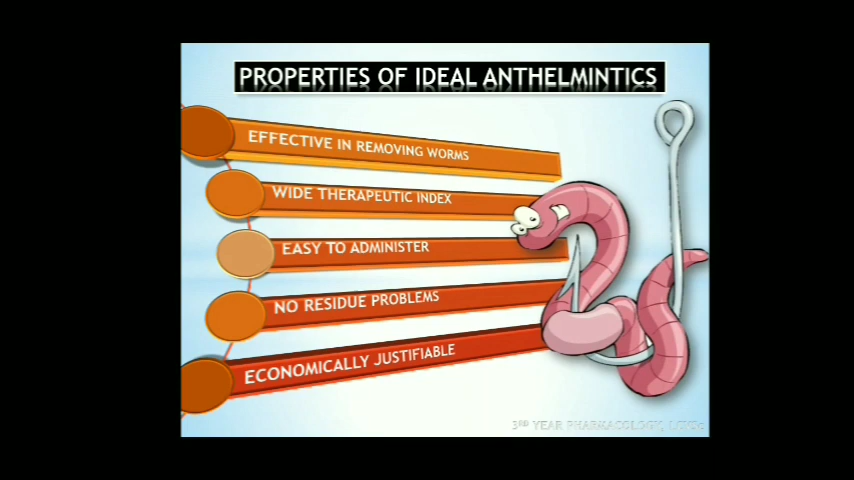 PROPERTIES OF IDEAL ANTHELMINTICS
EFFECTIVE IN REMOVING WORMS
WIDE THERAPEUTIC INDEX
EASY TO ADMINISTER
NO RESIDUE PROBLEMS
ECONOMICALLY JUSTIFIABLE
3RD YEAR PHARMACOLOGY,